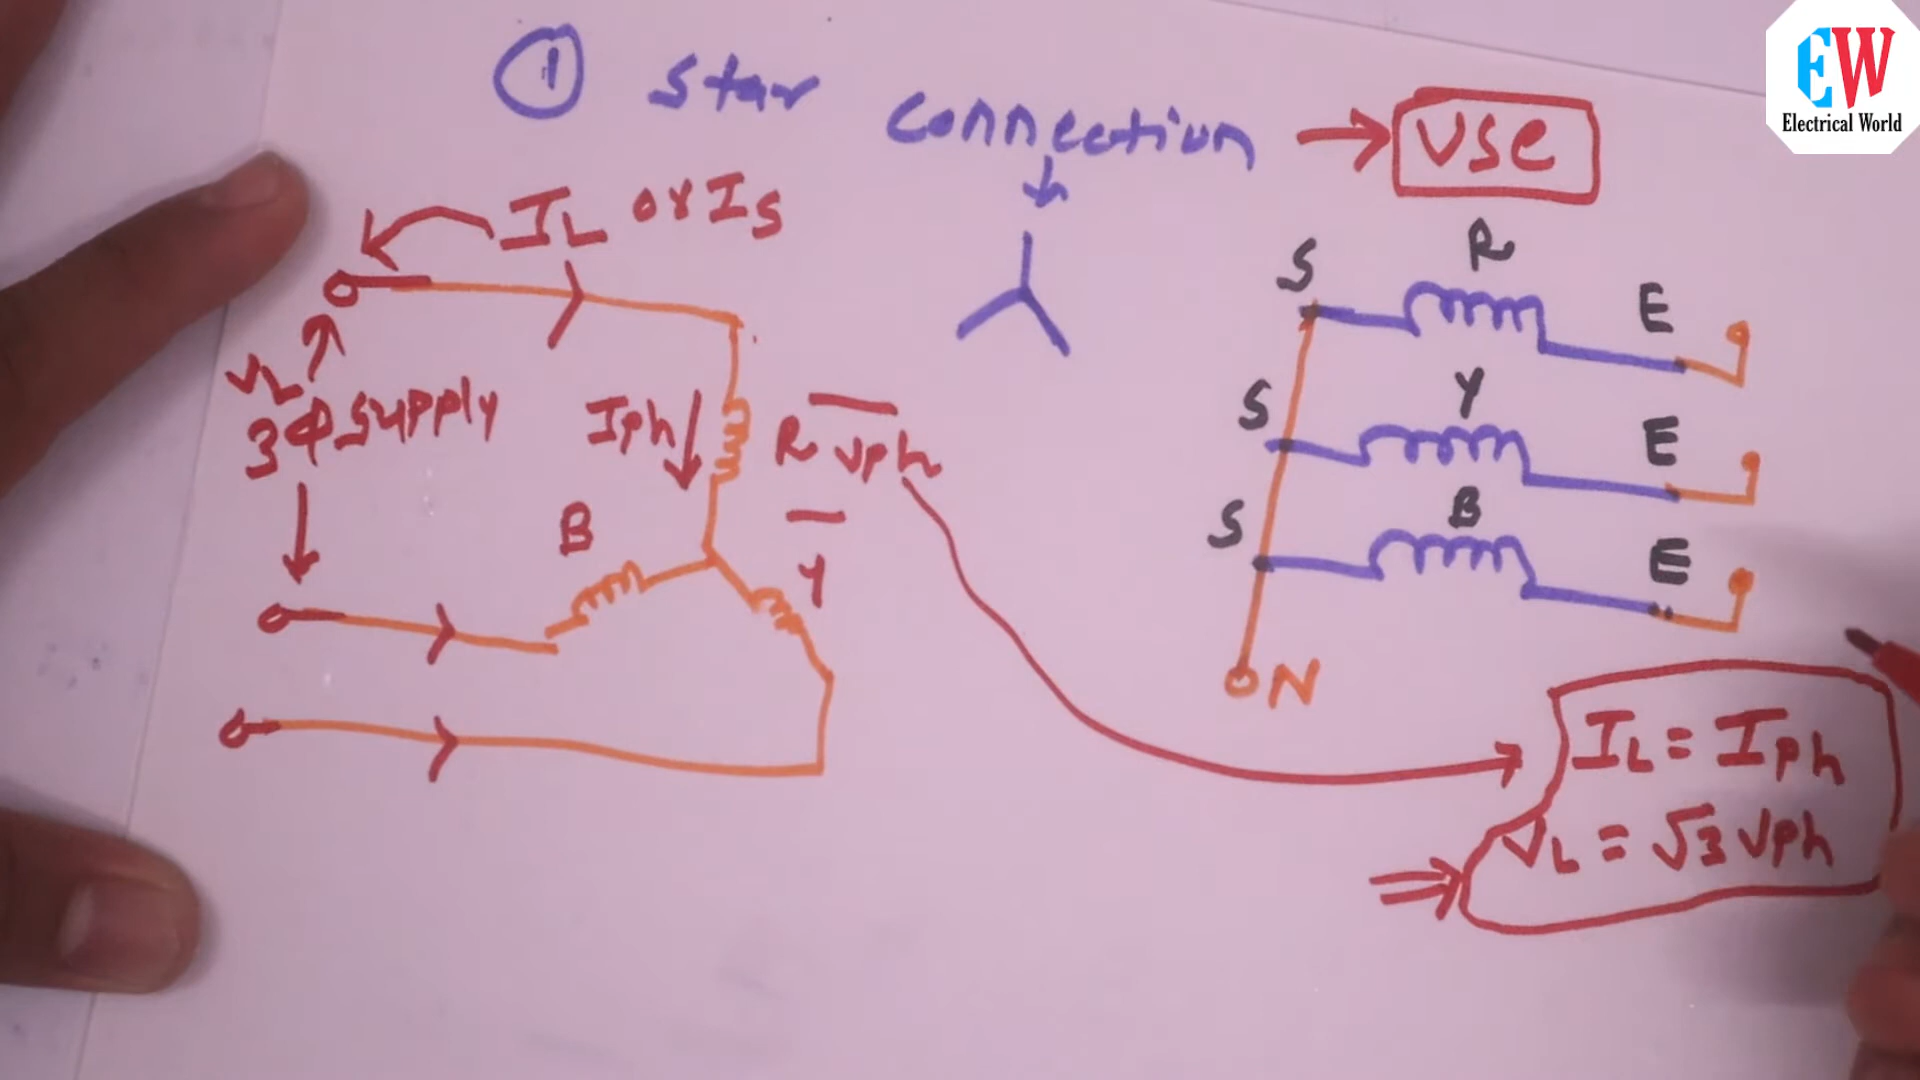 ① Star Connection → use
EW
Electrical World
IL or Is
VL
3Φ supply
Iph
R Vph
B
Y
S R E
S Y E
S B E
N
IL = Iph
VL = √3 Vph